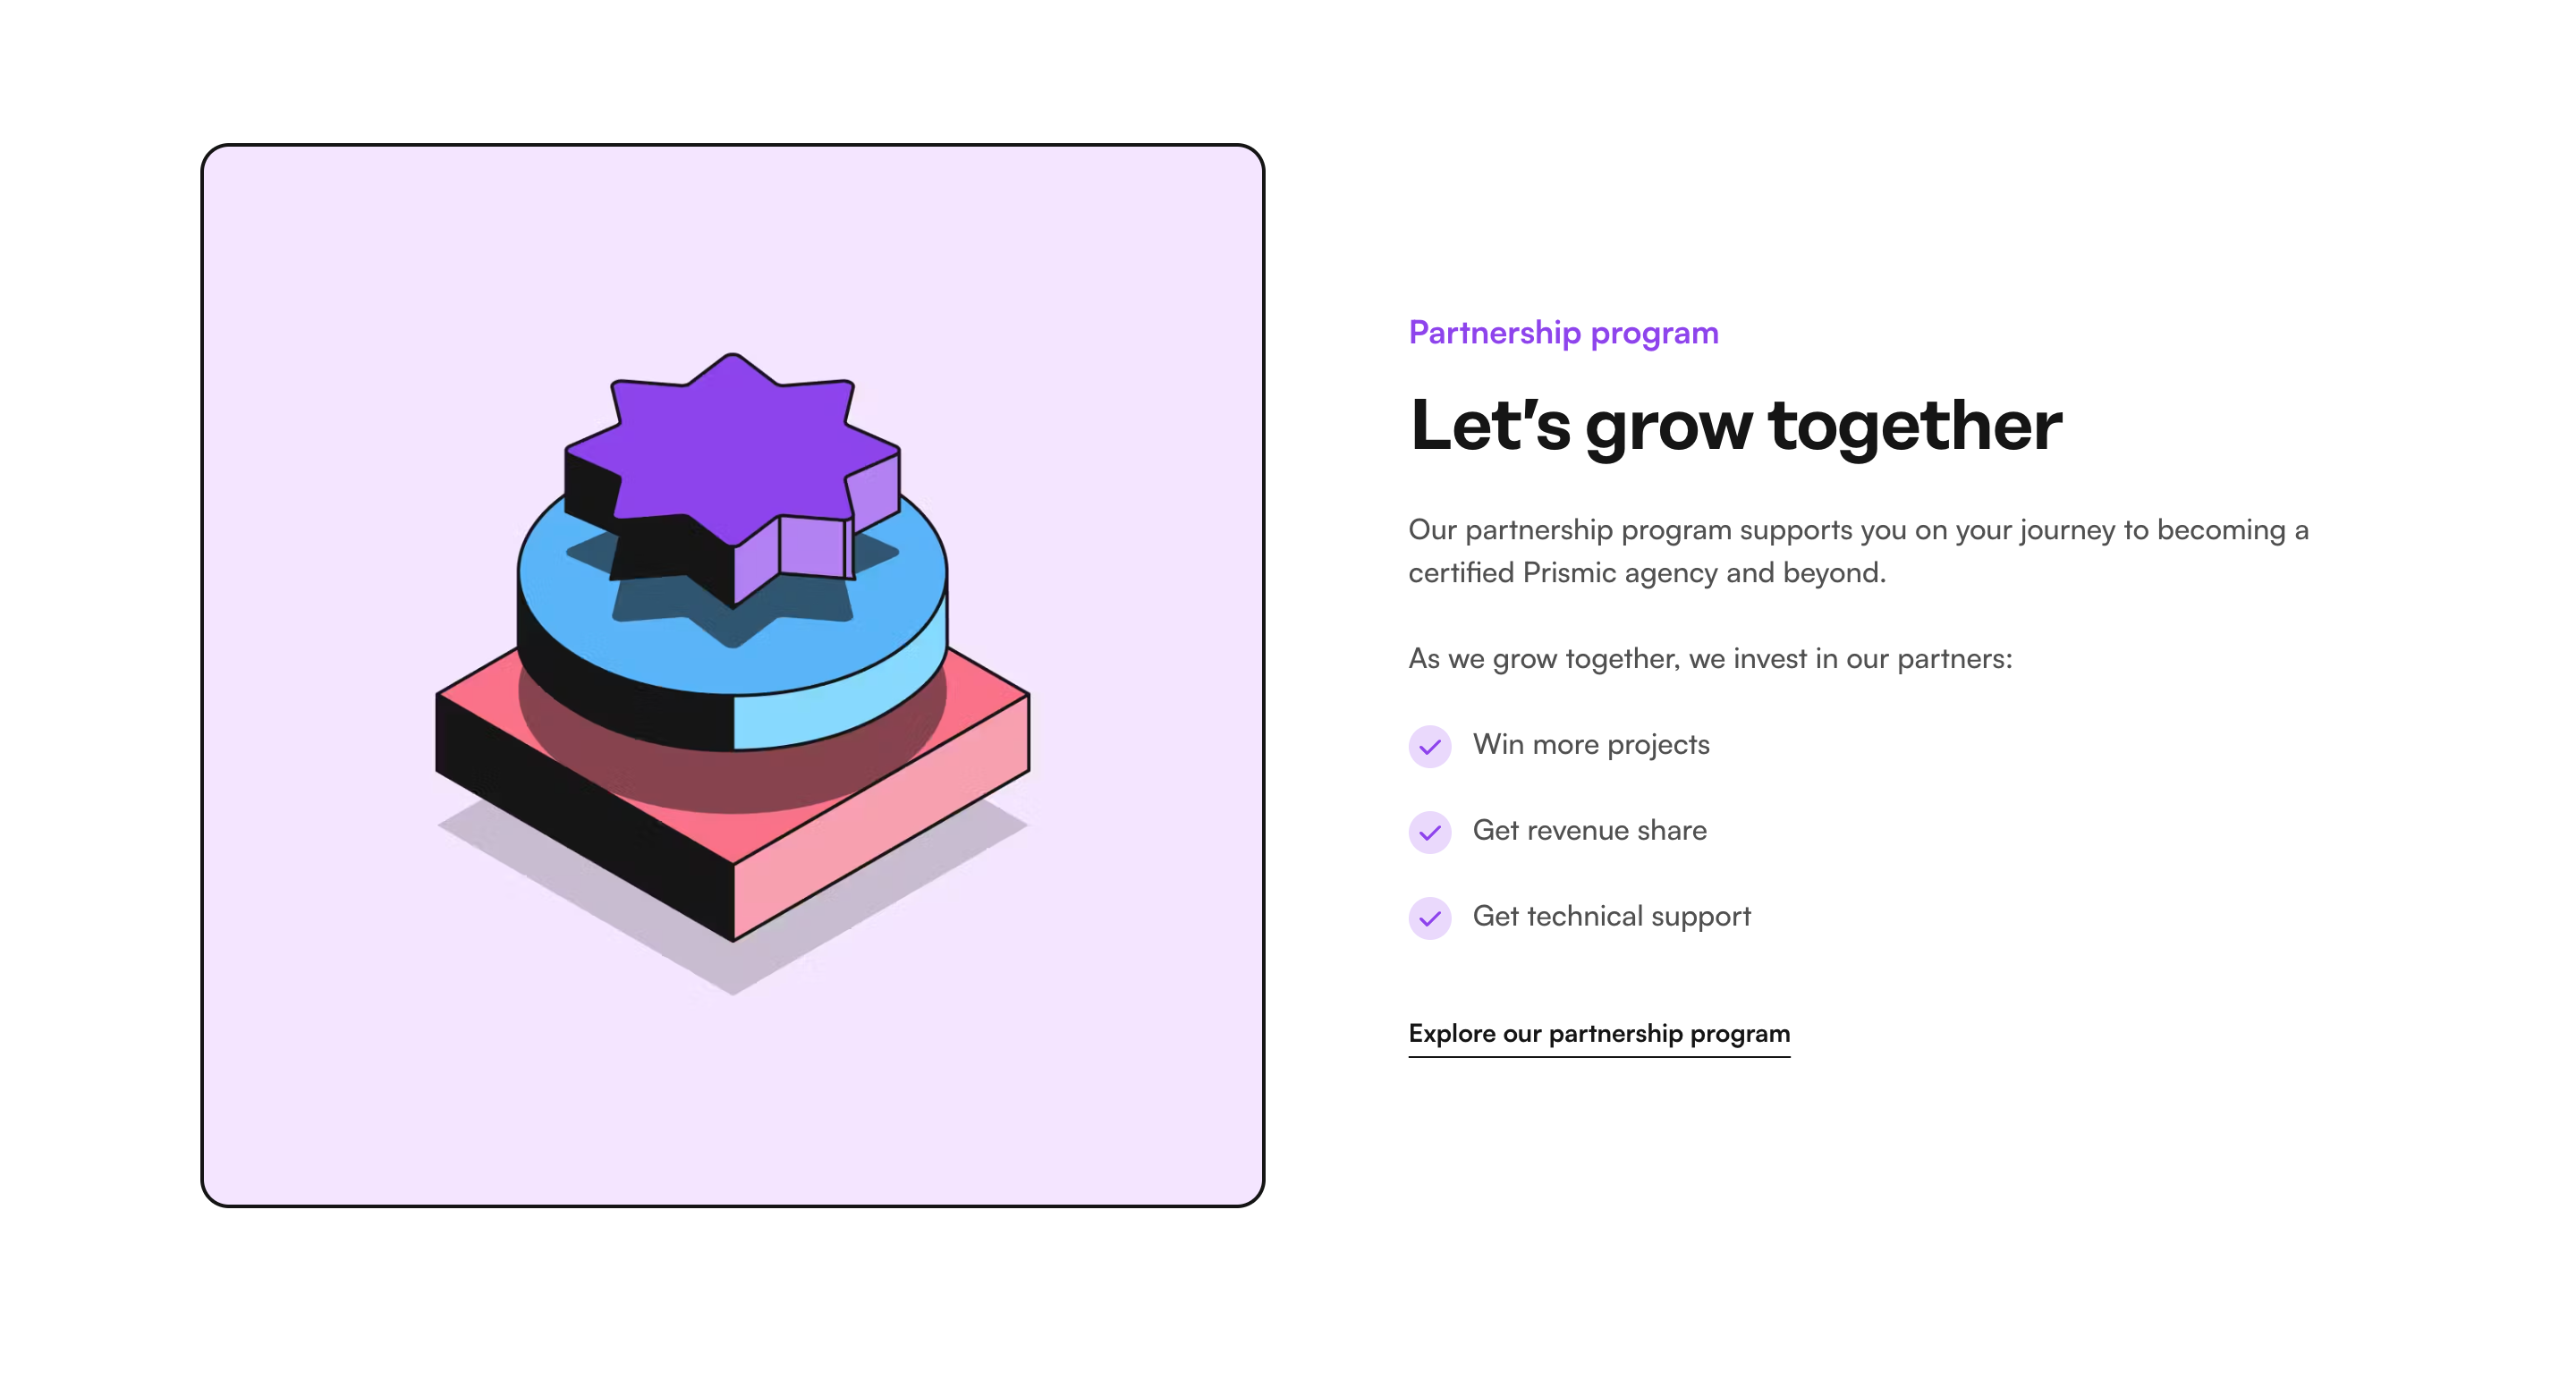 Partnership program
Let’s grow together
Our partnership program supports you on your journey to becoming a
certified Prismic agency and beyond.
As we grow together, we invest in our partners:
Win more projects
Get revenue share
Get technical support
Explore our partnership program